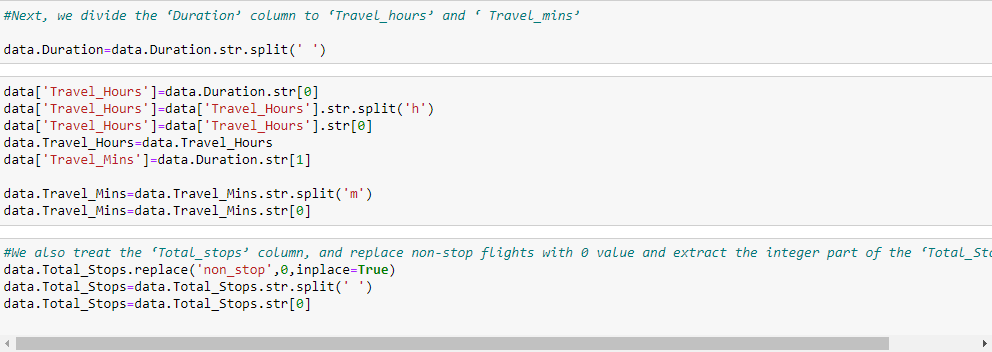 #Next, we divide the ‘Duration’ column to ‘Travel_hours’ and ‘ Travel_mins’
data.Duration=data.Duration.str.split(' ')
data['Travel_Hours']=data.Duration.str[0]
data['Travel_Hours']=data['Travel_Hours'].str.split('h')
data['Travel_Hours']=data['Travel_Hours'].str[0]
data.Travel_Hours=data.Travel_Hours
data['Travel_Mins']=data.Duration.str[1]
data.Travel_Mins=data.Travel_Mins.str.split('m')
data.Travel_Mins=data.Travel_Mins.str[0]
#We also treat the ‘Total_stops’ column, and replace non-stop flights with 0 value and extract the integer part of the ‘Total_Sto
data.Total_Stops.replace('non_stop',0,inplace=True)
data.Total_Stops=data.Total_Stops.str.split(' ')
data.Total_Stops=data.Total_Stops.str[0]